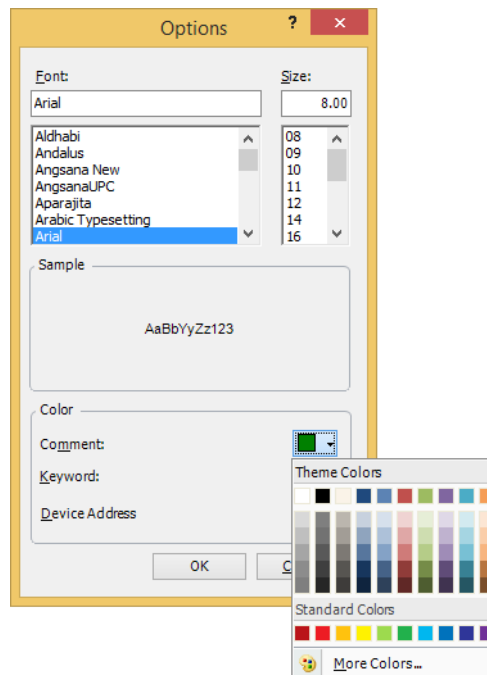 Options ?
Font: Size:
Arial 8.00
Aldhabi 08
Andalus 09
Angsana New 10
AngsanaUPC 11
Aparajita 12
Arabic Typesetting 14
Arial 16
Sample
AaBbYyZz123
Color
Comment:
Theme Colors
Keyword:
Device Address
OK C
Standard Colors
More Colors...